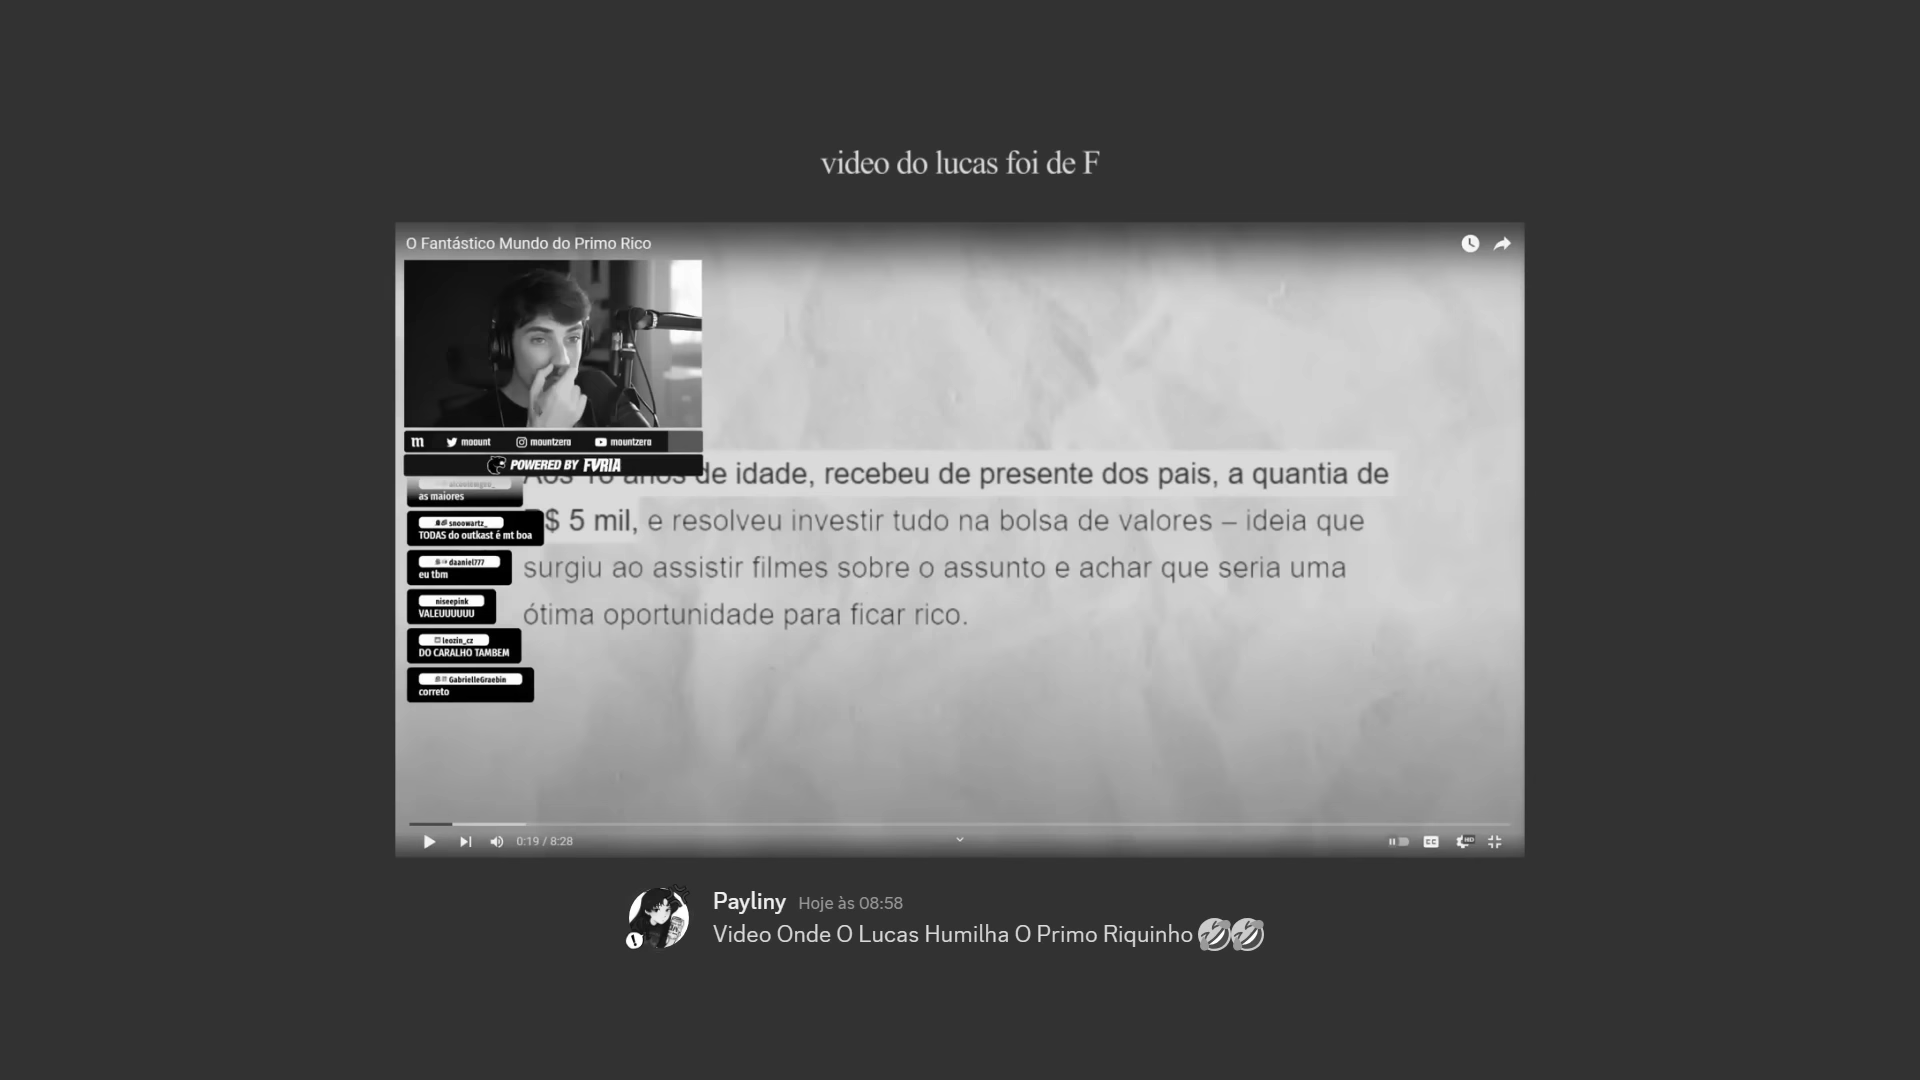 video do lucas foi de F
O Fantástico Mundo do Primo Rico
m moount mountzera mountzera
POWERED BY FVRIA
de idade, recebeu de presente dos pais, a quantia de
$ 5 mil, e resolveu investir tudo na bolsa de valores – ideia que
surgiu ao assistir filmes sobre o assunto e achar que seria uma
ótima oportunidade para ficar rico.
as maiores
snoowartz_
TODAS do outkast é mt boa
daaniel777
eu tbm
niseepink
VALEUUUUUU
leozin_cz
DO CARALHO TAMBEM
GabrielleGraebin
correto
0:19 / 8:28
CC
HD
Payliny Hoje às 08:58
Video Onde O Lucas Humilha O Primo Riquinho 🤣🤣